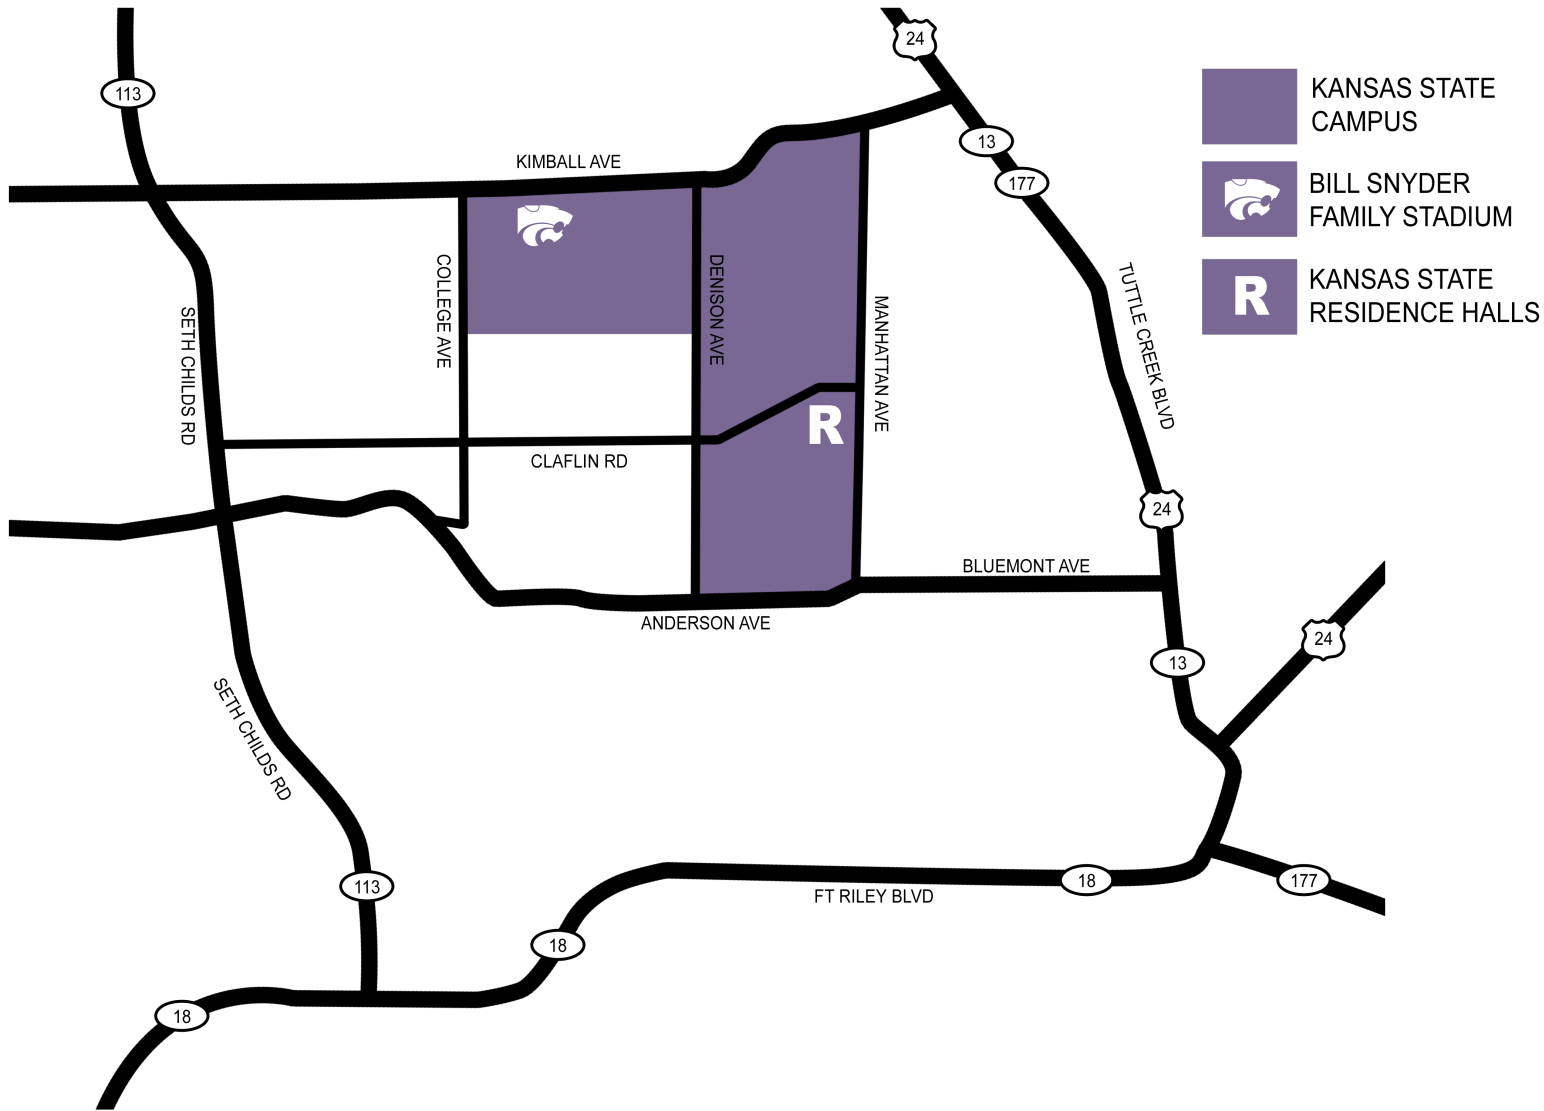 24
KANSAS STATE
CAMPUS
113
13
KIMBALL AVE
177
BILL SNYDER
FAMILY STADIUM
COLLEGE AVE
DENISON AVE
TUTTLE CREEK BLVD
KANSAS STATE
R
RESIDENCE HALLS
SETH CHILDS RD
MANHATTAN AVE
R
CLAFLIN RD
24
BLUEMONT AVE
ANDERSON AVE
24
13
SETH CHILDS RD
113
18
177
FT RILEY BLVD
18
18